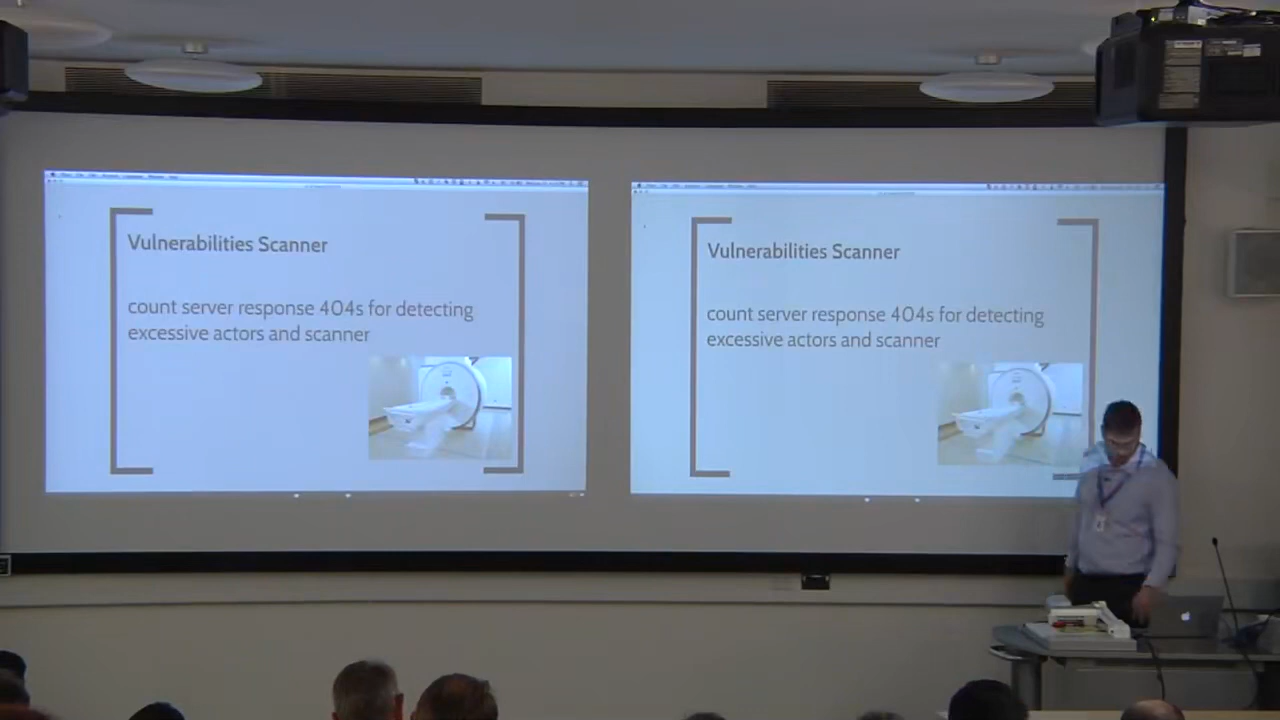 Vulnerabilities Scanner
count server response 404s for detecting
excessive actors and scanner
Vulnerabilities Scanner
count server response 404s for detecting
excessive actors and scanner